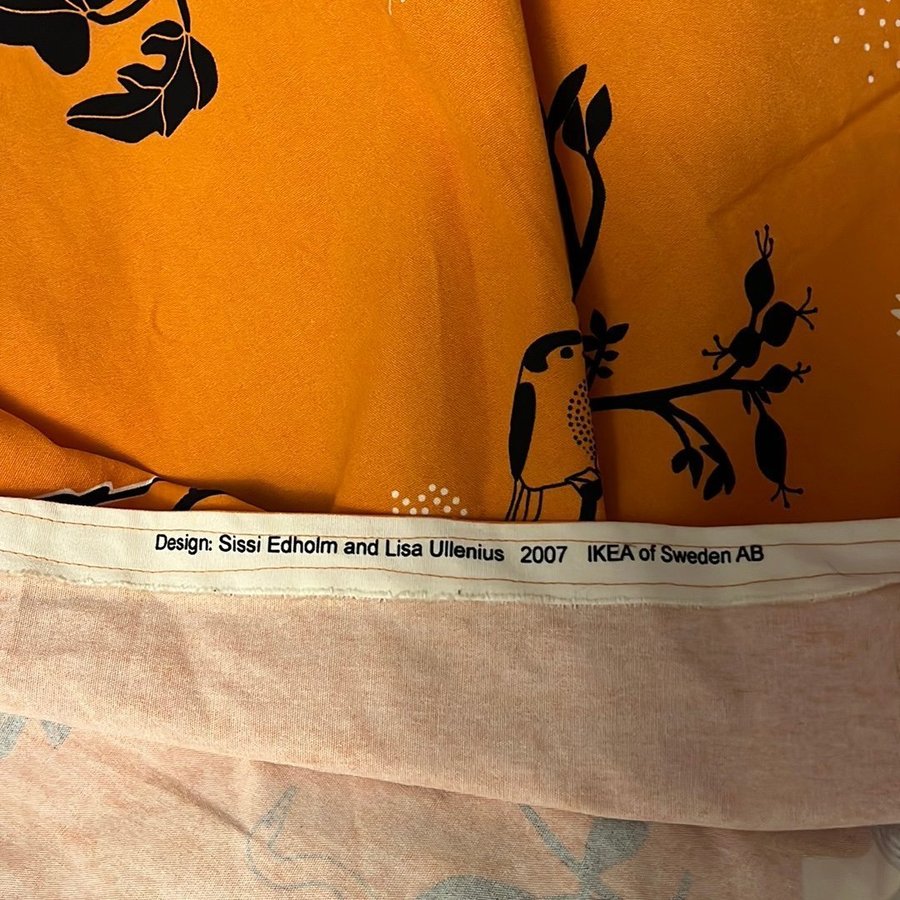 Design: Sissi Edholm and Lisa Ullenius 2007 IKEA of Sweden AB